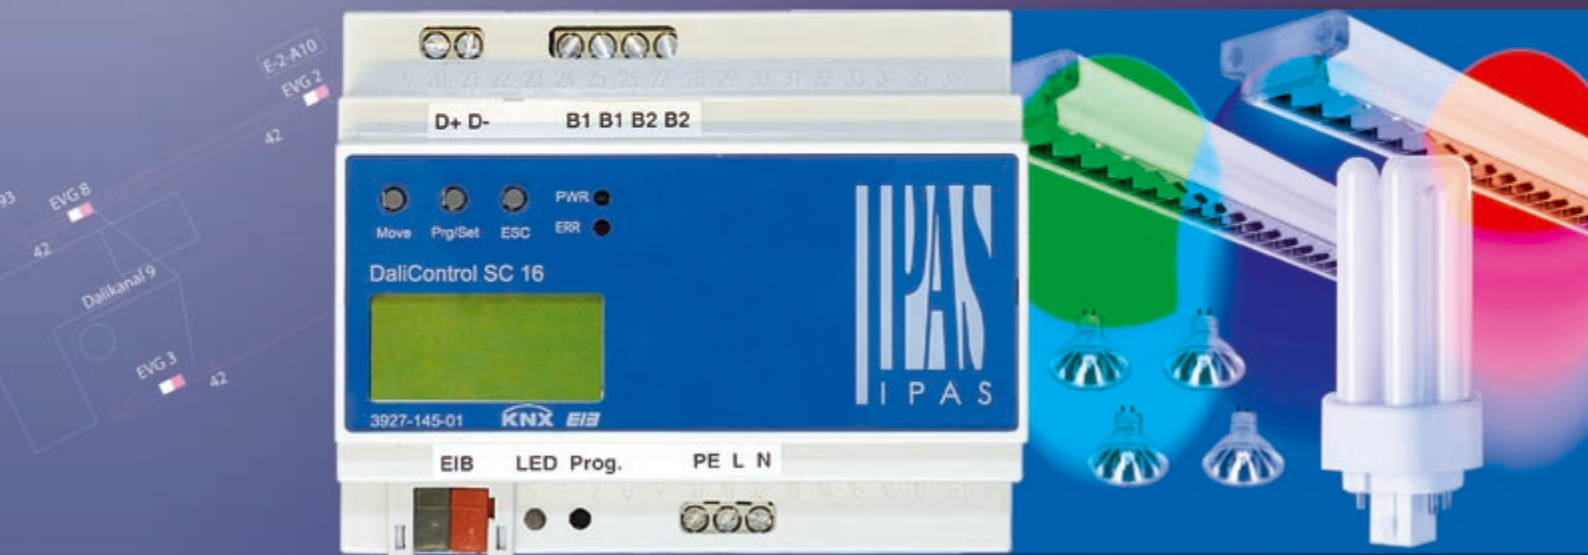 E-2-A10
EVG 2
42
EVG 8
93
42
Dalikanal 9
EVG 3
42
D+ D- B1 B1 B2 B2
Move Prg/Set ESC PWR
ERR
DaliControl SC 16
IPAS
IPAS
3927-145-01 KNX EIB
EIB LED Prog. PE L N